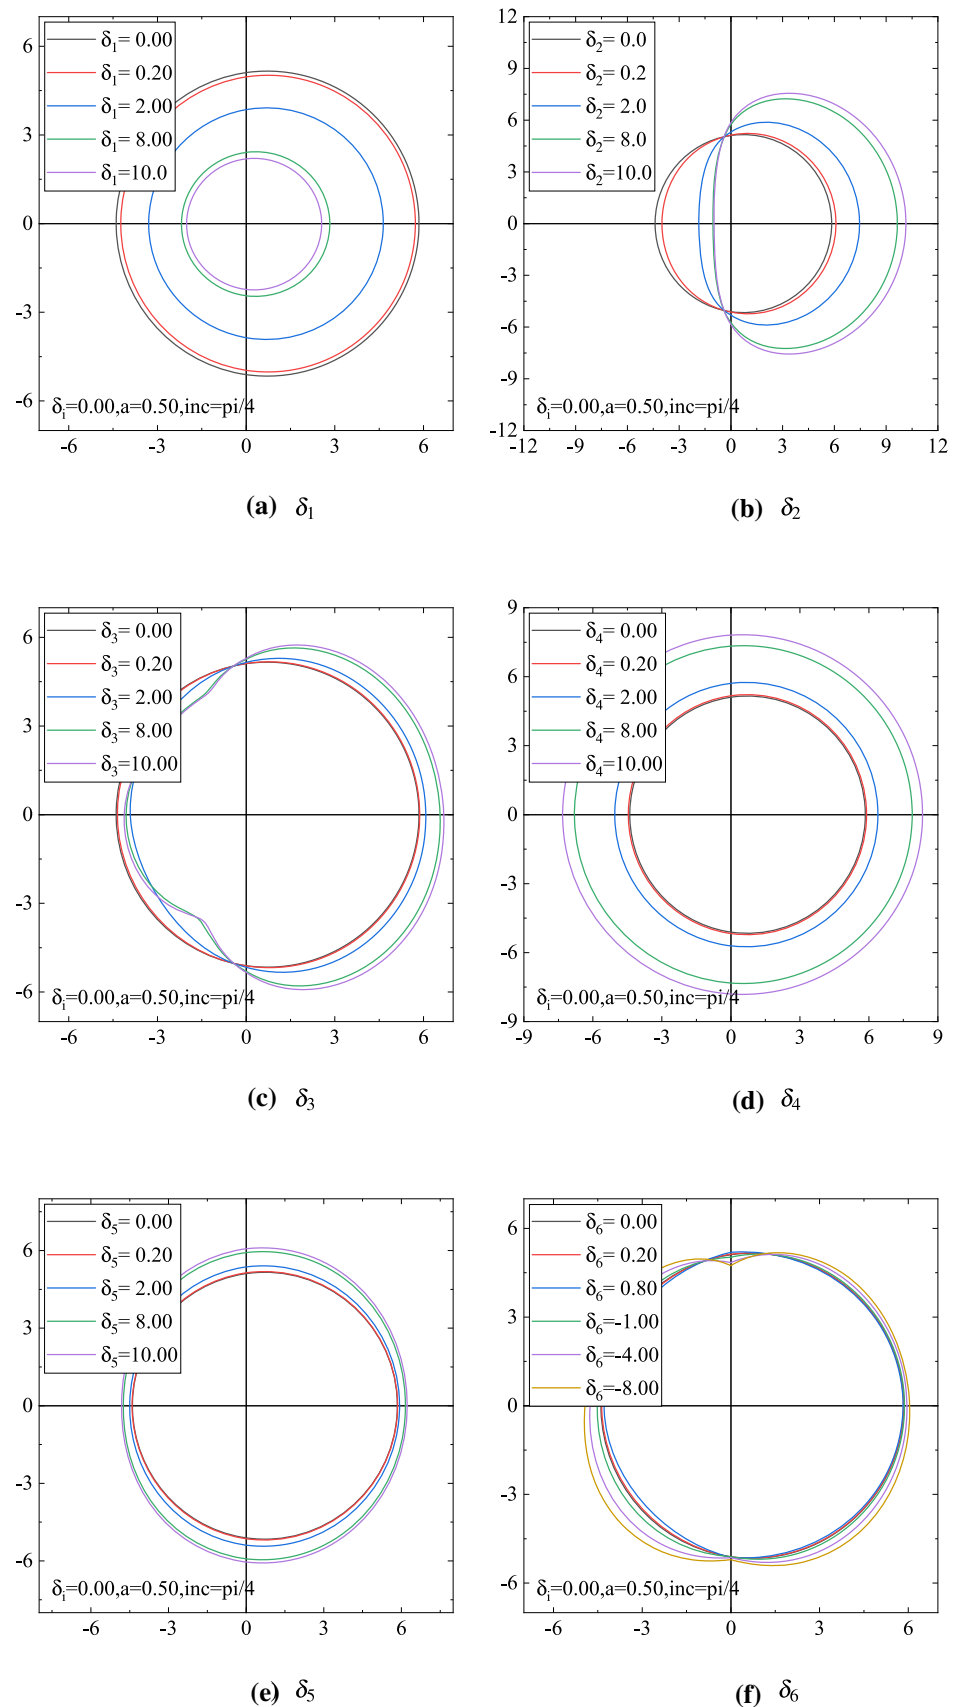 6
3
0
-3
-6
-6
-3
0
3
6
δ1= 0.00
δ1= 0.20
δ1= 2.00
δ1= 8.00
δ1=10.0
δi=0.00,a=0.50,inc=pi/4
(a) δ1
12
9
6
3
0
-3
-6
-9
-12
-12
-9
-6
-3
0
3
6
9
12
δ2= 0.0
δ2= 0.2
δ2= 2.0
δ2= 8.0
δ2=10.0
δi=0.00,a=0.50,inc=pi/4
(b) δ2
6
3
0
-3
-6
-6
-3
0
3
6
δ3= 0.00
δ3= 0.20
δ3= 2.00
δ3= 8.00
δ3=10.00
δi=0.00,a=0.50,inc=pi/4
(c) δ3
9
6
3
0
-3
-6
-9
-9
-6
-3
0
3
6
9
δ4= 0.00
δ4= 0.20
δ4= 2.00
δ4= 8.00
δ4=10.00
δi=0.00,a=0.50,inc=pi/4
(d) δ4
6
3
0
-3
-6
-6
-3
0
3
6
δ5= 0.00
δ5= 0.20
δ5= 2.00
δ5= 8.00
δ5=10.00
δi=0.00,a=0.50,inc=pi/4
(e) δ5
6
3
0
-3
-6
-6
-3
0
3
6
δ6= 0.00
δ6= 0.20
δ6= 0.80
δ6=-1.00
δ6=-4.00
δ6=-8.00
δi=0.00,a=0.50,inc=pi/4
(f) δ6